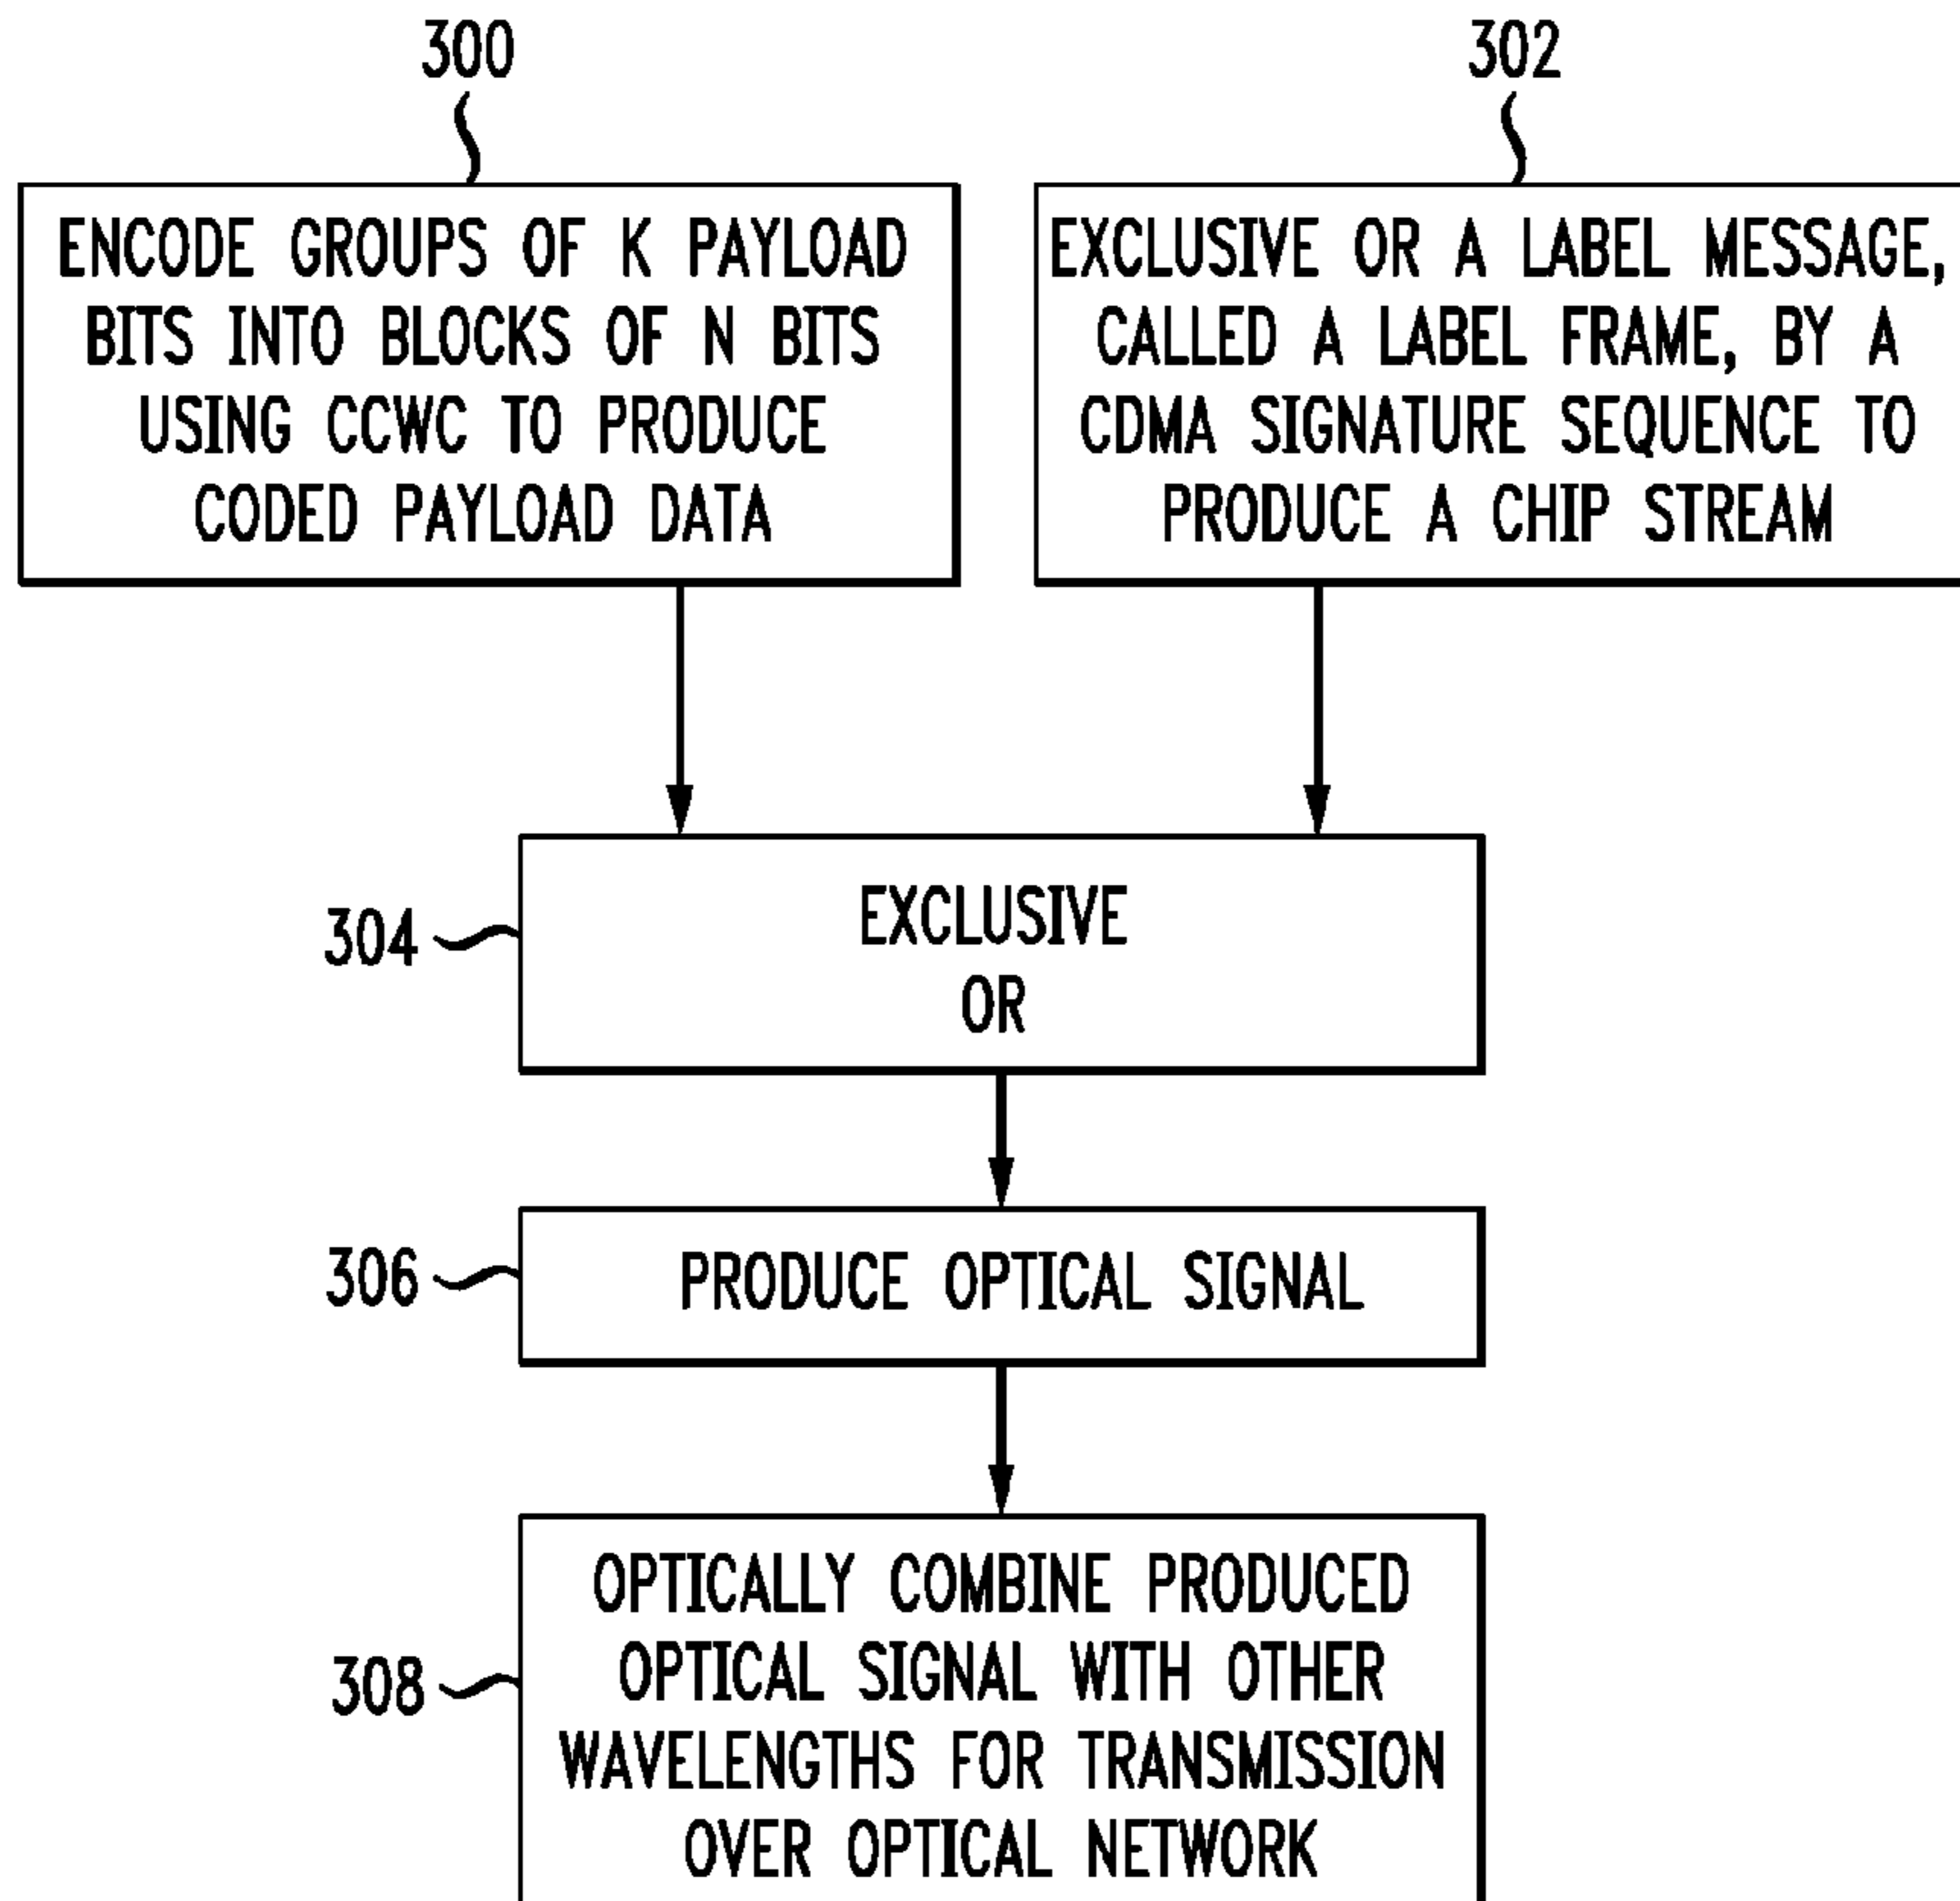 300
302
ENCODE GROUPS OF K PAYLOAD
BITS INTO BLOCKS OF N BITS
USING CCWC TO PRODUCE
CODED PAYLOAD DATA
EXCLUSIVE OR A LABEL MESSAGE,
CALLED A LABEL FRAME, BY A
CDMA SIGNATURE SEQUENCE TO
PRODUCE A CHIP STREAM
304
EXCLUSIVE
OR
306
PRODUCE OPTICAL SIGNAL
308
OPTICALLY COMBINE PRODUCED
OPTICAL SIGNAL WITH OTHER
WAVELENGTHS FOR TRANSMISSION
OVER OPTICAL NETWORK